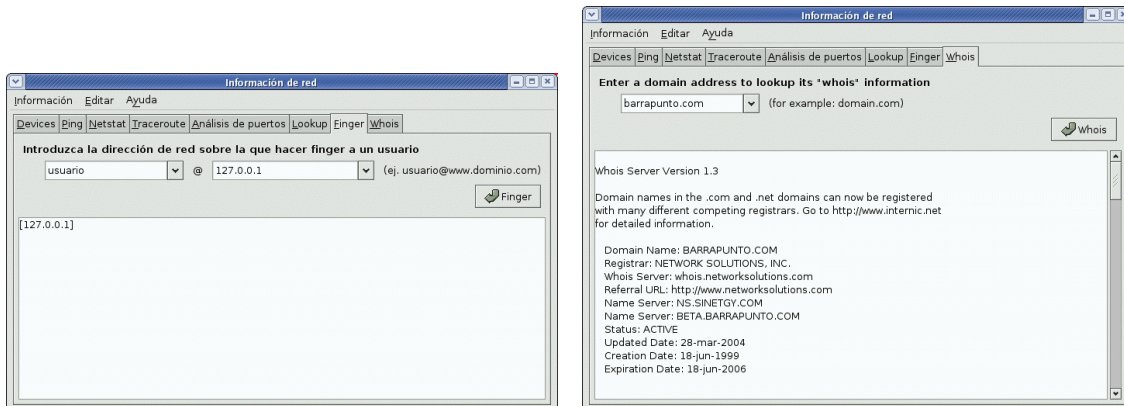 Información de red
Información Editar Ayuda
Devices Ping Netstat Traceroute Análisis de puertos Lookup Finger Whois
Introduzca la dirección de red sobre la que hacer finger a un usuario
usuario @ 127.0.0.1 (ej. usuario@www.dominio.com)
Finger
[127.0.0.1]
Información de red
Información Editar Ayuda
Devices Ping Netstat Traceroute Análisis de puertos Lookup Finger Whois
Enter a domain address to lookup its "whois" information
barrapunto.com (for example: domain.com)
Whois
Whois Server Version 1.3
Domain names in the .com and .net domains can now be registered
with many different competing registrars. Go to http://www.internic.net
for detailed information.
Domain Name: BARRAPUNTO.COM
Registrar: NETWORK SOLUTIONS, INC.
Whois Server: whois.networksolutions.com
Referral URL: http://www.networksolutions.com
Name Server: NS.SINETGY.COM
Name Server: BETA.BARRAPUNTO.COM
Status: ACTIVE
Updated Date: 28-mar-2004
Creation Date: 18-jun-1999
Expiration Date: 18-jun-2006